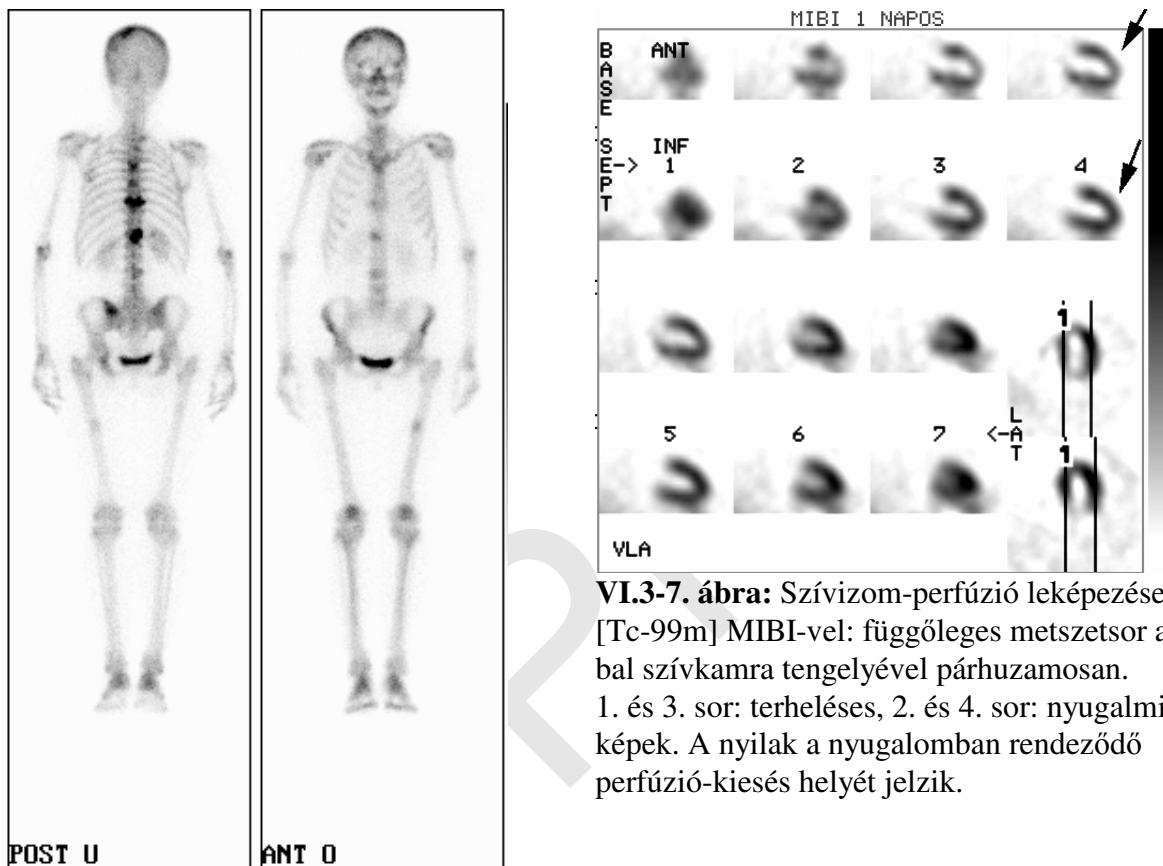 POST U
ANT O
MIBI 1 NAPOS
BASE
ANT
SEPT
->
INF
1 2 3 4
5 6 7
<-
LAT
1
1
VLA
VI.3-7. ábra: Szívizom-perfúzió leképezése
[Tc-99m] MIBI-vel: függőleges metszetsor a
bal szívkamra tengelyével párhuzamosan.
1. és 3. sor: terheléses, 2. és 4. sor: nyugalmi
képek. A nyilak a nyugalomban rendeződő
perfúzió-kiesés helyét jelzik.